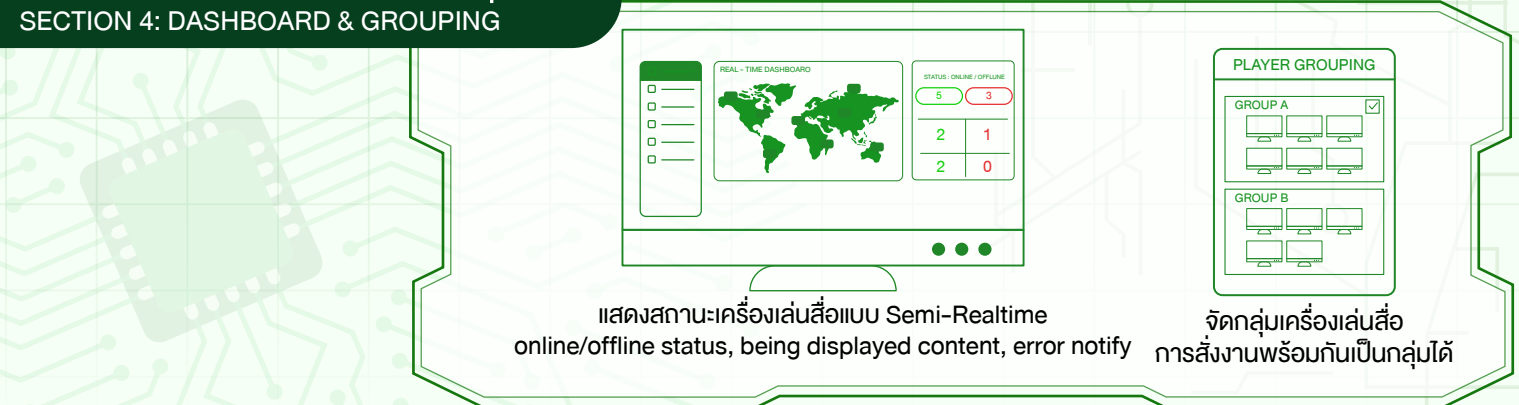 SECTION 4: DASHBOARD & GROUPING
REAL - TIME DASHBOARO
STATUS : ONLINE / OFFLUNE
5 3
2 1
2 0
PLAYER GROUPING
GROUP A
GROUP B
แสดงสถานะเครื่องเล่นสื่อแบบ Semi-Realtime
online/offline status, being displayed content, error notify
จัดกลุ่มเครื่องเล่นสื่อ
การสั่งงานพร้อมกันเป็นกลุ่มได้